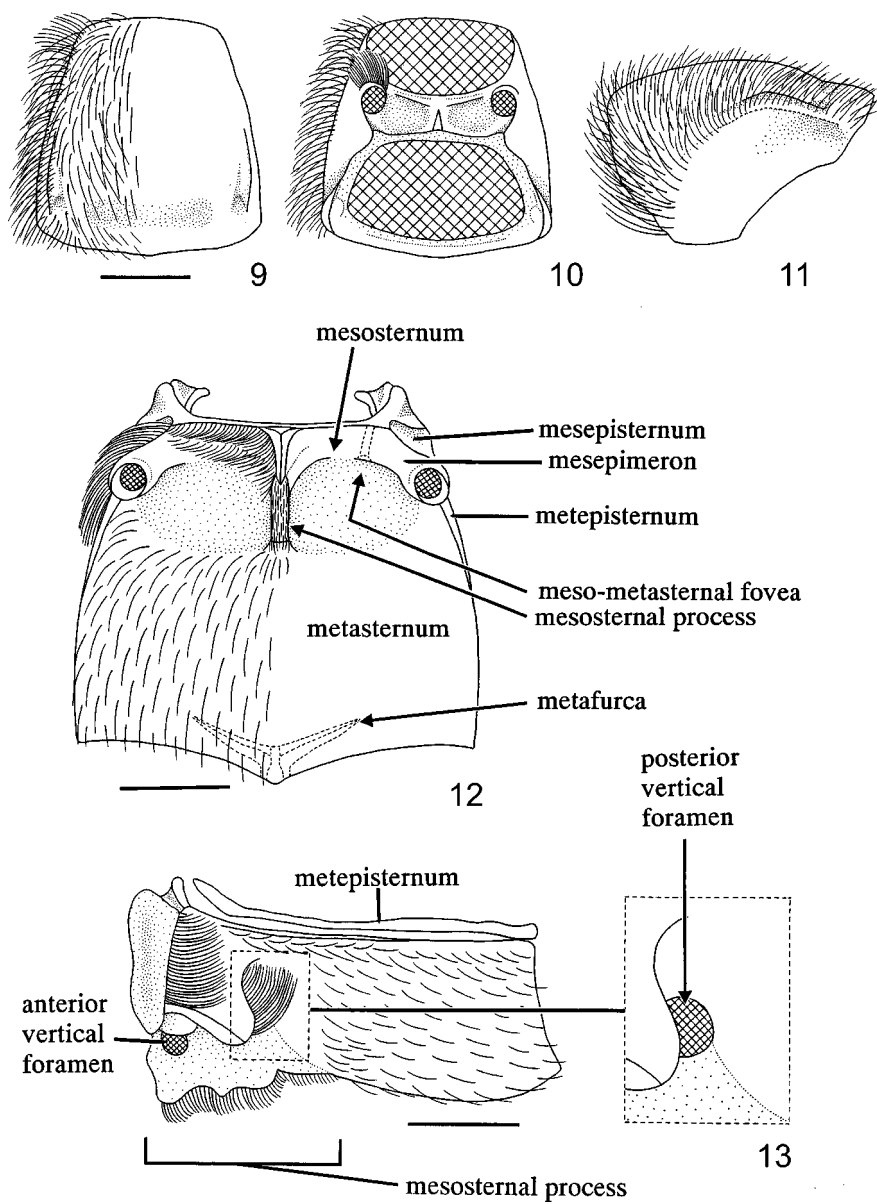 9
10
11
mesosternum
mesepisternum
mesepimeron
metepisternum
meso-metasternal fovea
mesosternal process
metasternum
metafurca
12
posterior
vertical
foramen
metepisternum
anterior
vertical
foramen
13
mesosternal process